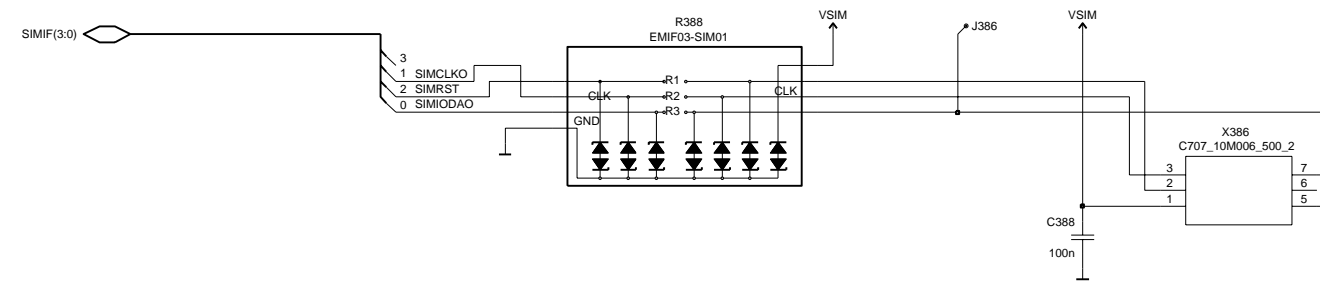 SIMIF(3:0)
3
1 SIMCLKO
2 SIMRST
0 SIMIODAO
R388
EMIF03-SIM01
VSIM
R1
CLK R2 CLK
R3
GND
J386
VSIM
C388
100n
X386
C707_10M006_500_2
3 7
2 6
1 5